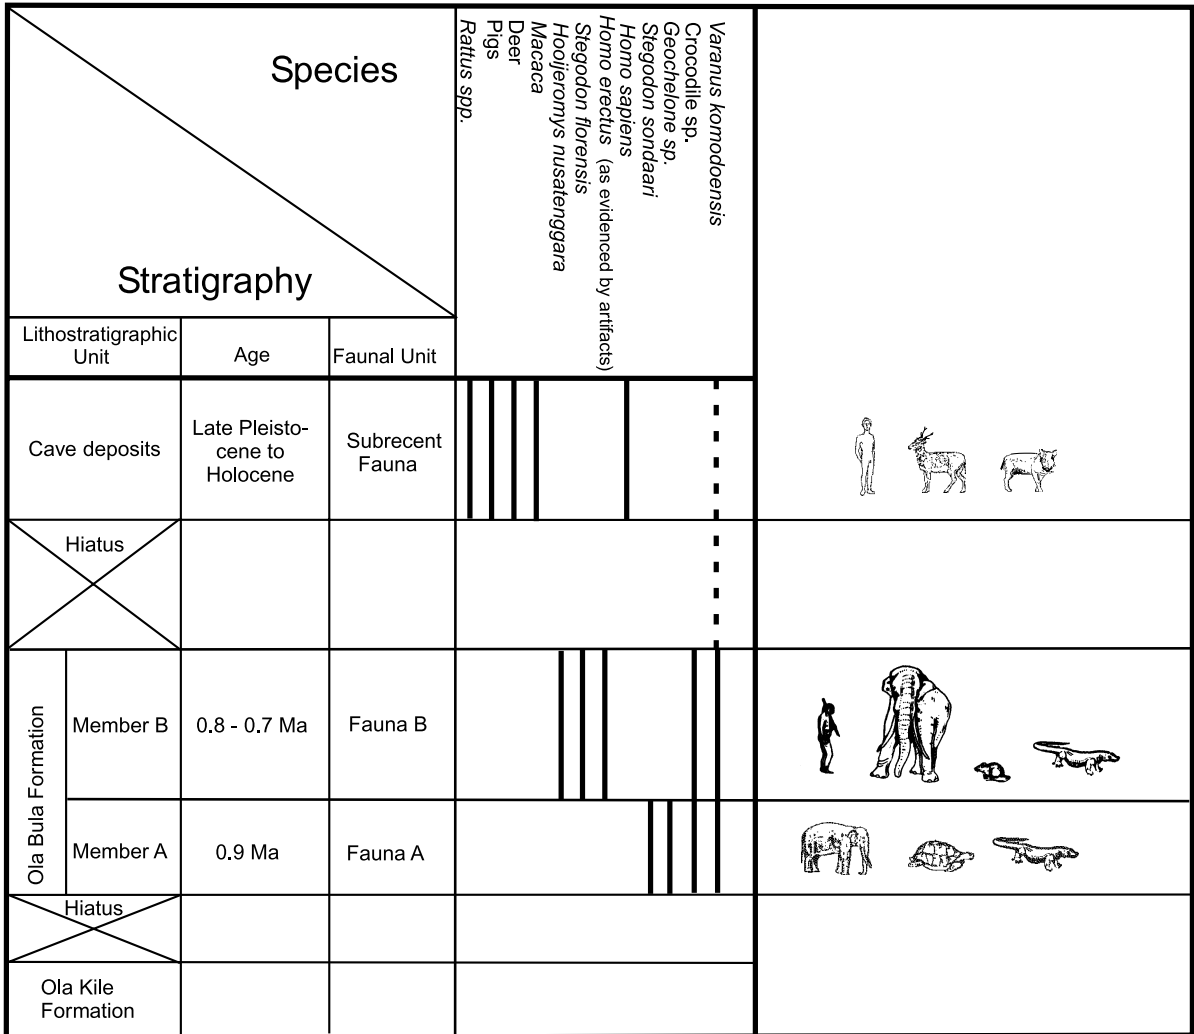 Species
Stratigraphy
Rattus spp.
Pigs
Deer
Macaca
Hooijeromys nusatenggara
Stegodon florensis
Homo erectus (as evidenced by artifacts)
Homo sapiens
Stegodon sondaari
Geochelone sp.
Crocodile sp.
Varanus komodoensis
Lithostratigraphic
Unit
Age
Faunal Unit
Cave deposits
Late Pleisto-
cene to
Holocene
Subrecent
Fauna
Hiatus
Ola Bula Formation
Member B
0.8 - 0.7 Ma
Fauna B
Member A
0.9 Ma
Fauna A
Hiatus
Ola Kile
Formation